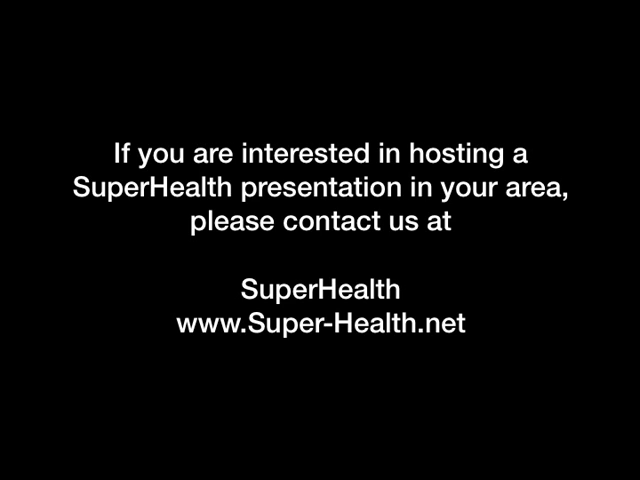 If you are interested in hosting a
SuperHealth presentation in your area,
please contact us at
SuperHealth
www.Super-Health.net